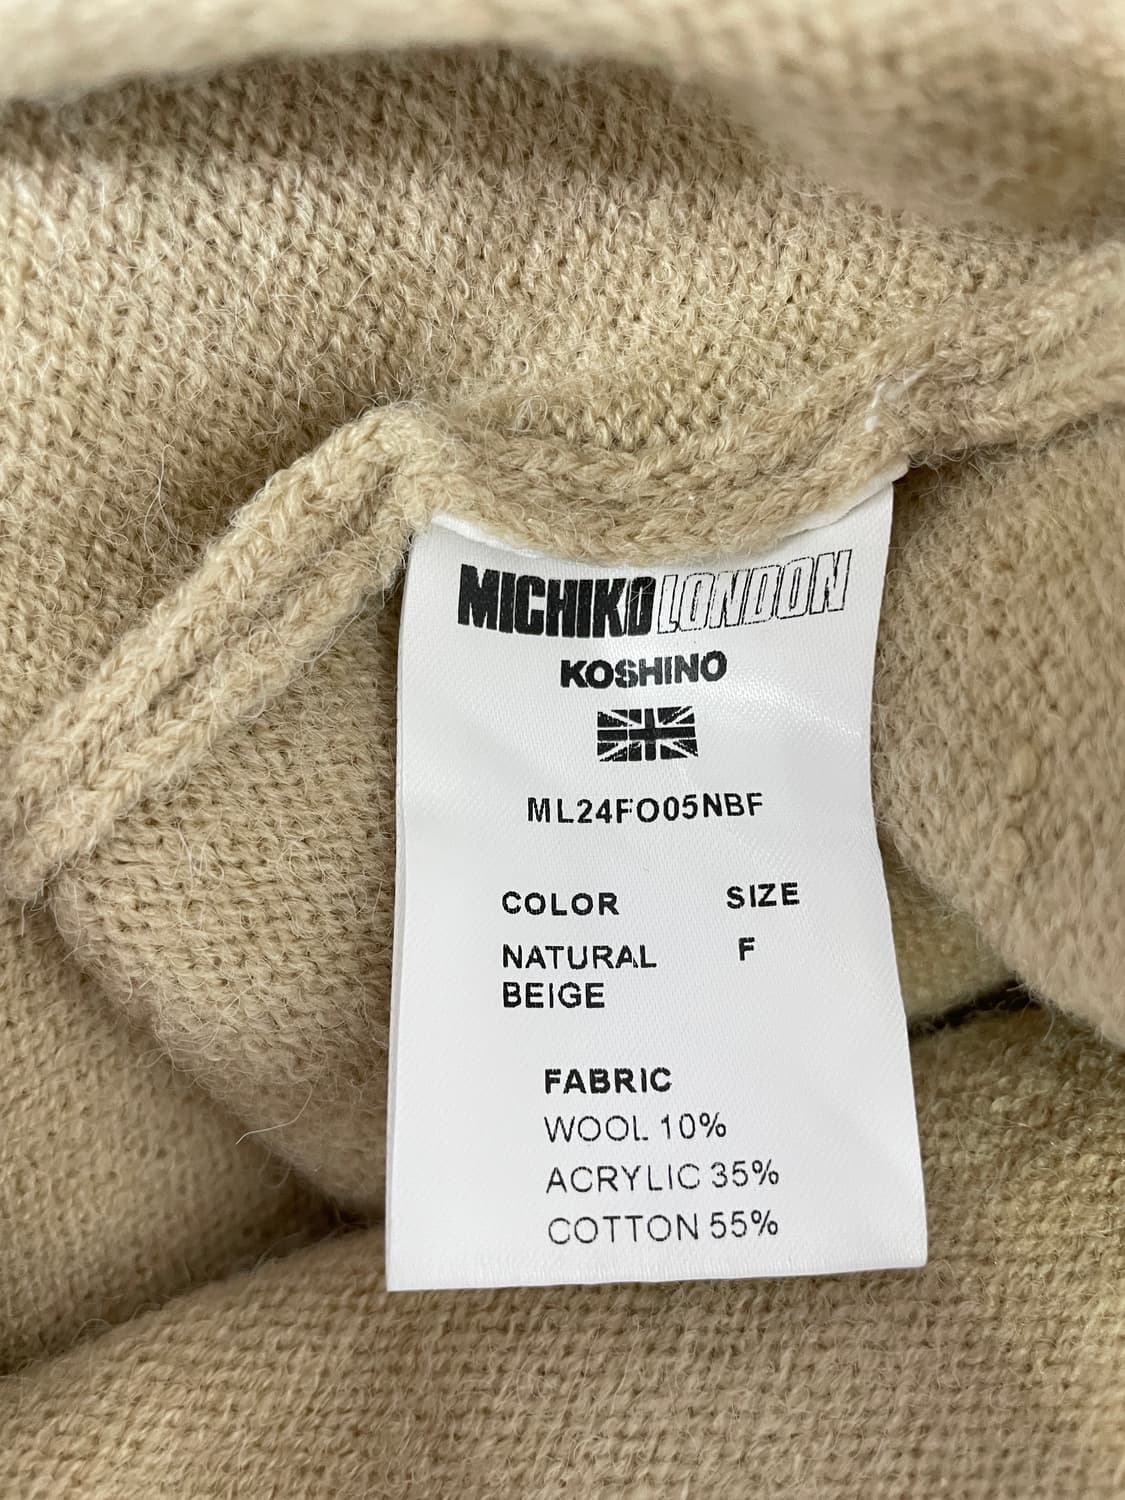 MICHIKO LONDON
KOSHINO
ML24FO05NBF
COLOR SIZE
NATURAL F
BEIGE
FABRIC
WOOL 10%
ACRYLIC 35%
COTTON 55%